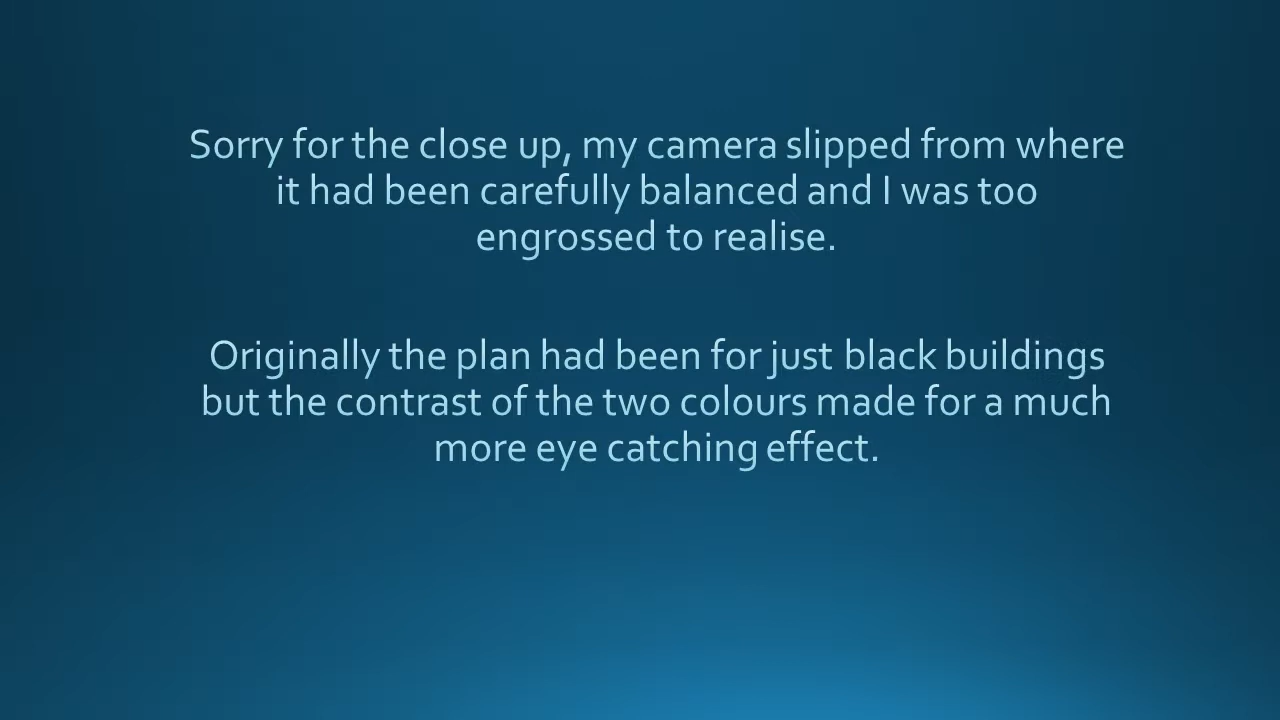 Sorry for the close up, my camera slipped from where
it had been carefully balanced and I was too
engrossed to realise.
Originally the plan had been for just black buildings
but the contrast of the two colours made for a much
more eye catching effect.